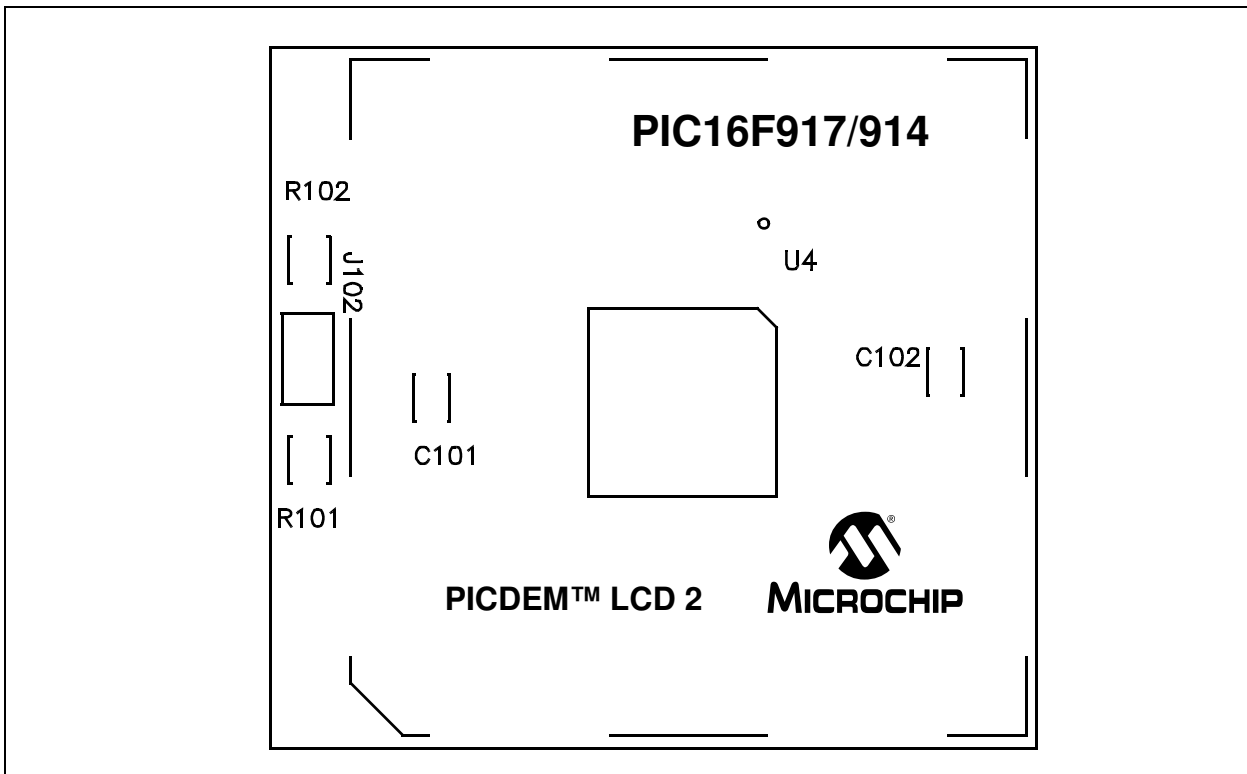 PIC16F917/914
R102
J102
U4
C102
C101
R101
PICDEM™ LCD 2
MICROCHIP
®